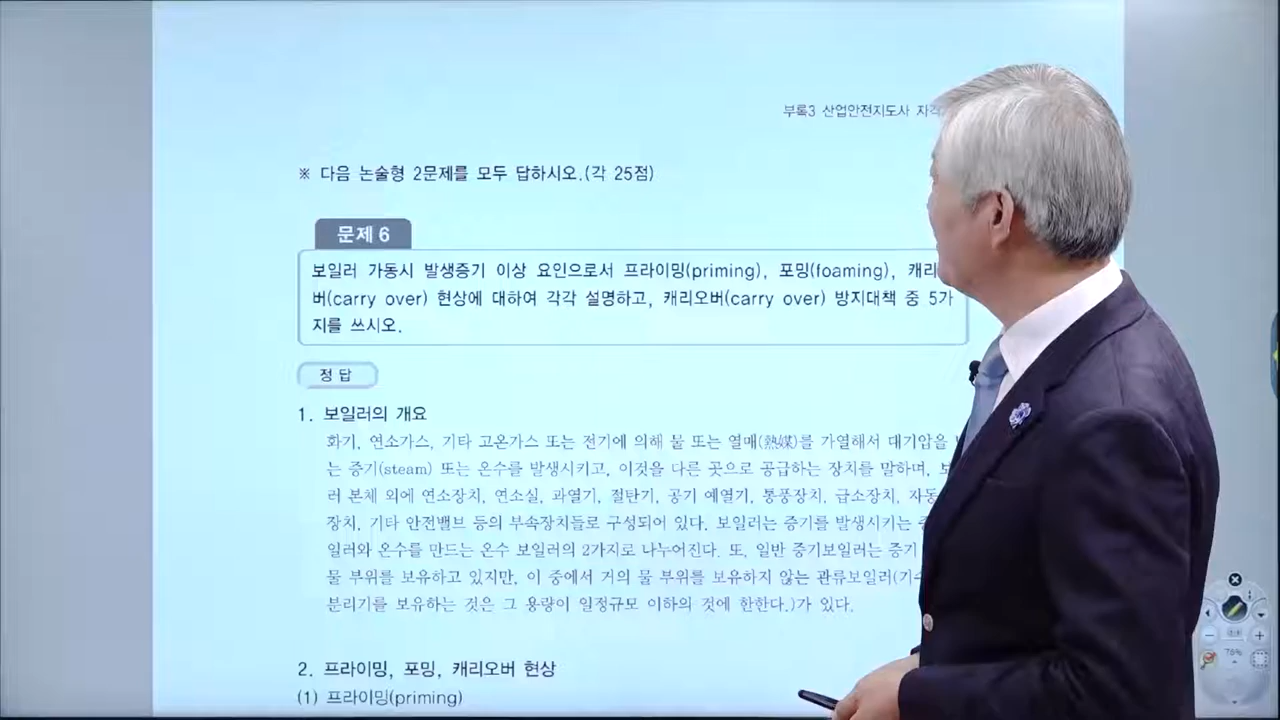 부록3 산업안전지도사
※ 다음 논술형 2문제를 모두 답하시오.(각 25점)
문제 6
보일러 가동시 발생증기 이상 요인으로서 프라이밍(priming), 포밍(foaming), 캐리
버(carry over) 현상에 대하여 각각 설명하고, 캐리오버(carry over) 방지대책 중 5가
지를 쓰시오.
정 답
1. 보일러의 개요
화기, 연소가스, 기타 고온가스 또는 전기에 의해 물 또는 열매(熱媒)를 가열해서 대기압을
는 증기(steam) 또는 온수를 발생시키고, 이것을 다른 곳으로 공급하는 장치를 말하며,
러 본체 외에 연소장치, 연소실, 과열기, 절탄기, 공기 예열기, 통풍장치, 급소장치, 자동
장치, 기타 안전밸브 등의 부속장치들로 구성되어 있다. 보일러는 증기를 발생시키는
일러와 온수를 만드는 온수 보일러의 2가지로 나누어진다. 또, 일반 증기보일러는 증기
물 부위를 보유하고 있지만, 이 중에서 거의 물 부위를 보유하지 않는 관류보일러(기수
분리기를 보유하는 것은 그 용량이 일정규모 이하의 것에 한한다.)가 있다.
2. 프라이밍, 포밍, 캐리오버 현상
(1) 프라이밍(priming)
76%